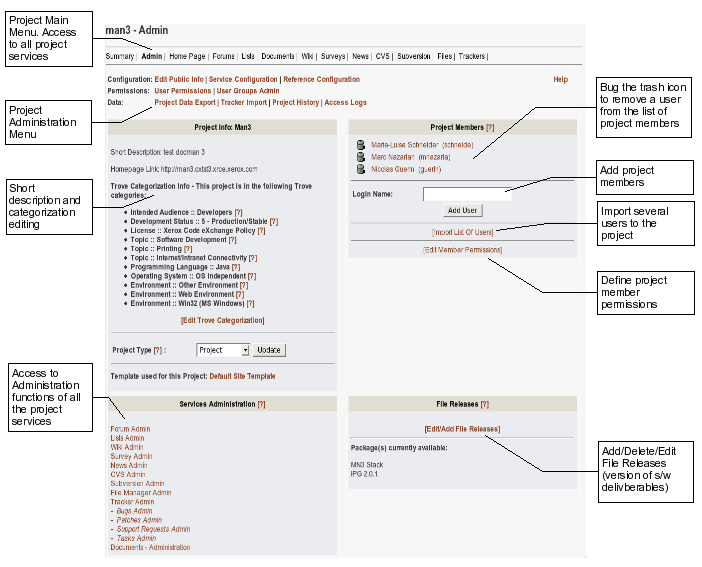 man3 - Admin
Summary | Admin | Home Page | Forums | Lists Documents | Wiki | Surveys | News | CVS | Subversion Files | Trackers |
Configuration: Edit Public Info | Service Configuration | Reference Configuration
Help
Permissions: User Permissions | User Groups Admin
Data: Project Data Export | Tracker Import | Project History | Access Logs
Project Info: Man3
Short Description: test docman 3
Homepage Link: http://man3.cxtst3.xrce.xerox.com
Trove Categorization Info - This project is in the following Trove
categories:
♦ Intended Audience :: Developers [?]
♦ Development Status :: 5 - Production/Stable [?]
♦ License :: Xerox Code eXchange Policy [?]
♦ Topic :: Software Development [?]
♦ Topic :: Printing [?]
♦ Topic :: Internet/Intranet Connectivity [?]
♦ Programming Language :: Java [?]
♦ Operating System :: OS Independent [?]
♦ Environment :: Other Environment [?]
♦ Environment :: Web Environment [?]
♦ Environment :: Win32 (MS Windows) [?]
[Edit Trove Categorization]
Project Type [?] : Project Update
Template used for this Project: Default Site Template
Project Members [?]
Marie-Luise Schneider (schneide)
Marc Nazarian (mnazaria)
Nicolas Guerin (guerin)
Login Name:
Add User
[Import List Of Users]
[Edit Member Permissions]
Services Administration [?]
Forum Admin
Lists Admin
Wiki Admin
Survey Admin
News Admin
CVS Admin
Subversion Admin
File Manager Admin
Tracker Admin
- Bugs Admin
- Patches Admin
- Support Requests Admin
- Tasks Admin
Documents - Administration
File Releases [?]
[Edit/Add File Releases]
Package(s) currently available:
MN3 Stack
IPG 2.0.1
Project Main
Menu. Access
to all project
services
Project
Administration
Menu
Short
description and
categorization
editing
Access to
Administration
functions of all
the project
services
Bug the trash icon
to remove a user
from the list of
project members
Add project
members
Import several
users to the
project
Define project
member
permissions
Add/Delete/Edit
File Releases
(version of s/w
delivberables)